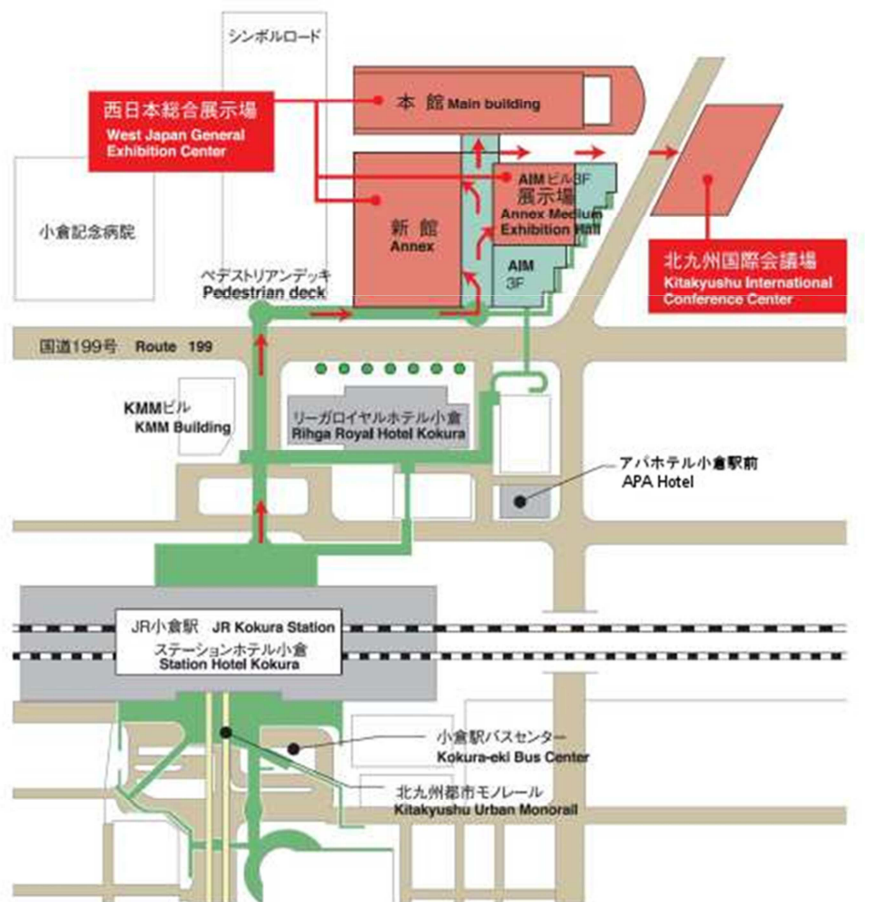 シンボルロード
本 館 Main building
西日本総合展示場
West Japan General
Exhibition Center
AIM ビル3F
展示場
Annex Medium
Exhibition Hall
新 館
Annex
小倉記念病院
AIM
3F
北九州国際会議場
Kitakyushu International
Conference Center
ペデストリアンデッキ
Pedestrian deck
国道199号 Route 199
KMMビル
KMM Building
リーガロイヤルホテル小倉
Rihga Royal Hotel Kokura
アパホテル小倉駅前
APA Hotel
JR小倉駅 JR Kokura Station
ステーションホテル小倉
Station Hotel Kokura
小倉駅バスセンター
Kokura-eki Bus Center
北九州都市モノレール
Kitakyushu Urban Monorail